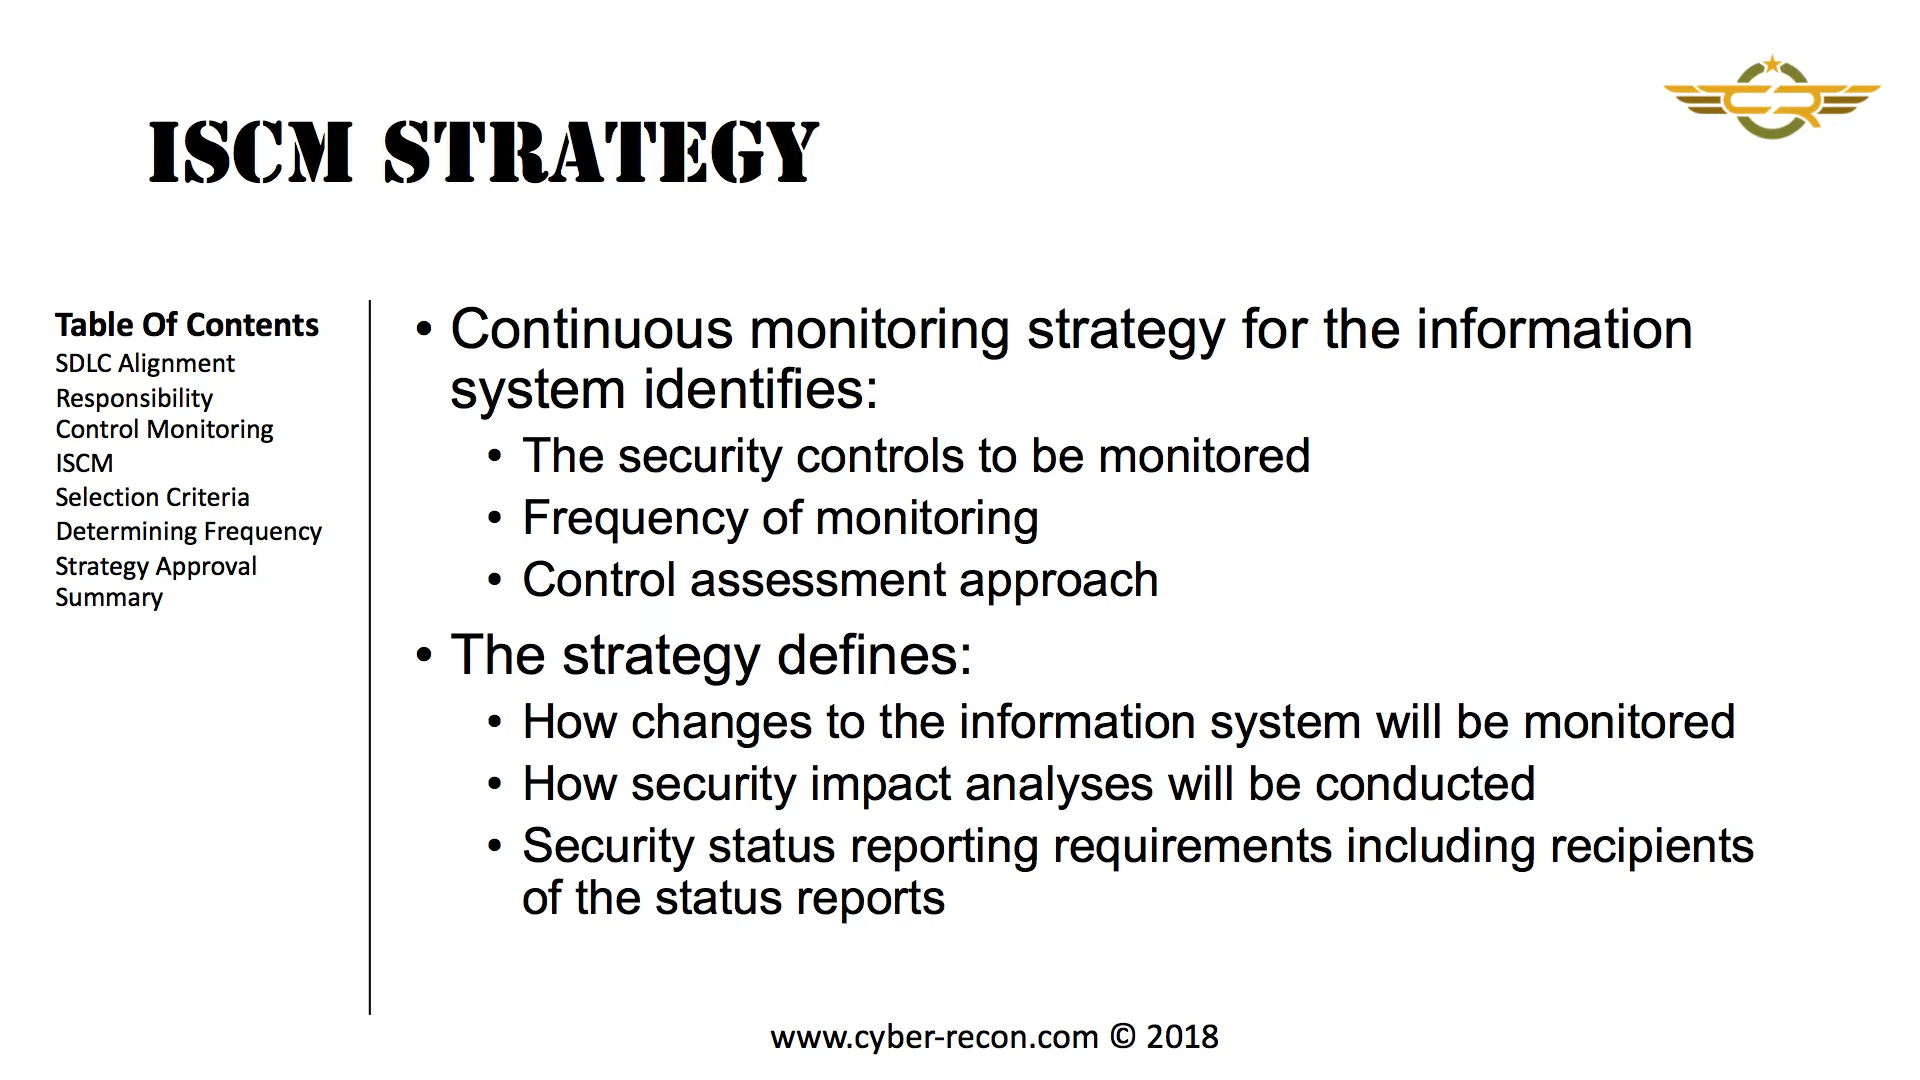 ISCM STRATEGY
CR
Table Of Contents
SDLC Alignment
Responsibility
Control Monitoring
ISCM
Selection Criteria
Determining Frequency
Strategy Approval
Summary
• Continuous monitoring strategy for the information
system identifies:
• The security controls to be monitored
• Frequency of monitoring
• Control assessment approach
• The strategy defines:
• How changes to the information system will be monitored
• How security impact analyses will be conducted
• Security status reporting requirements including recipients
of the status reports
www.cyber-recon.com © 2018